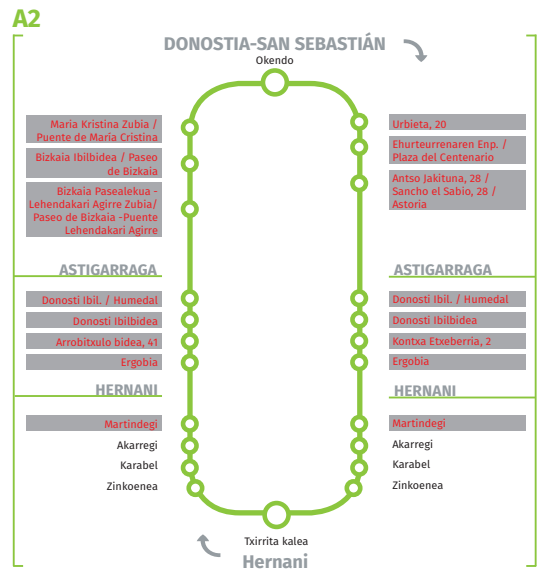 A2
DONOSTIA-SAN SEBASTIÁN
Okendo
Maria Kristina Zubia /
Puente de María Cristina
Bizkaia Ibilbidea / Paseo
de Bizkaia
Bizkaia Pasealekua -
Lehendakari Agirre Zubia/
Paseo de Bizkaia -Puente
Lehendakari Agirre
ASTIGARRAGA
Donosti Ibil. / Humedal
Donosti Ibilbidea
Arrobitxulo bidea, 41
Ergobia
HERNANI
Martindegi
Akarregi
Karabel
Zinkoenea
Urbieta, 20
Ehurteurrenaren Enp. /
Plaza del Centenario
Antso Jakituna, 28 /
Sancho el Sabio, 28 /
Astoria
ASTIGARRAGA
Donosti Ibil. / Humedal
Donosti Ibilbidea
Kontxa Etxeberria, 2
Ergobia
HERNANI
Martindegi
Akarregi
Karabel
Zinkoenea
Txirrita kalea
Hernani